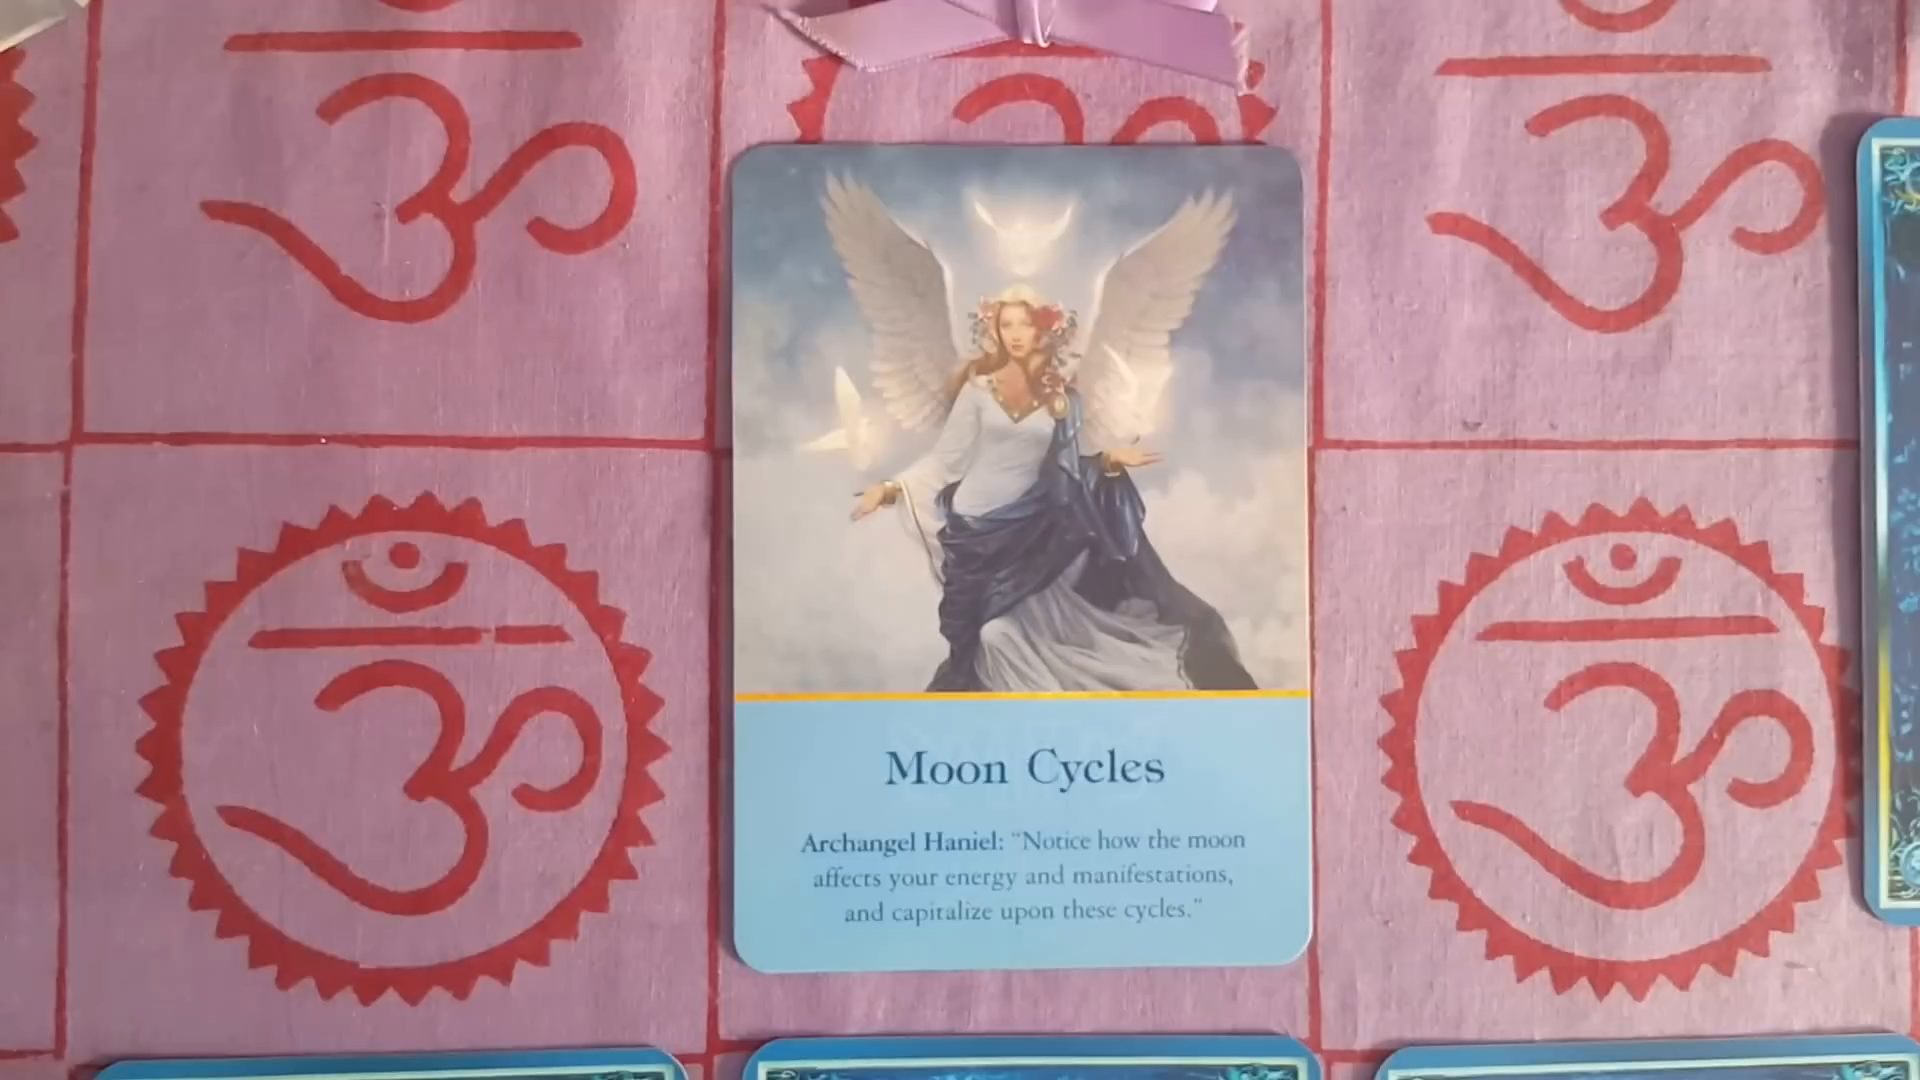 ॐ
ॐ
ॐ
Moon Cycles
Archangel Haniel: "Notice how the moon
affects your energy and manifestations,
and capitalize upon these cycles."
ॐ
ॐ